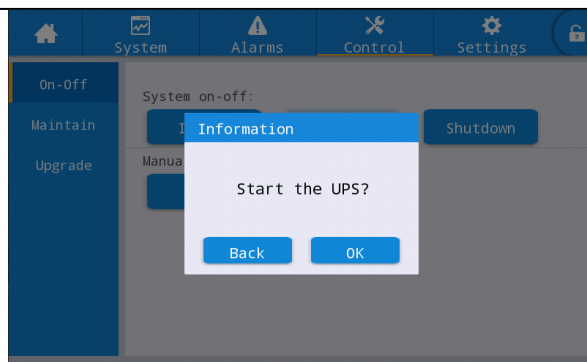 System Alarms Control Settings
On-Off
Maintain
Upgrade
System on-off:
Shutdown
Information
Start the UPS?
Back OK